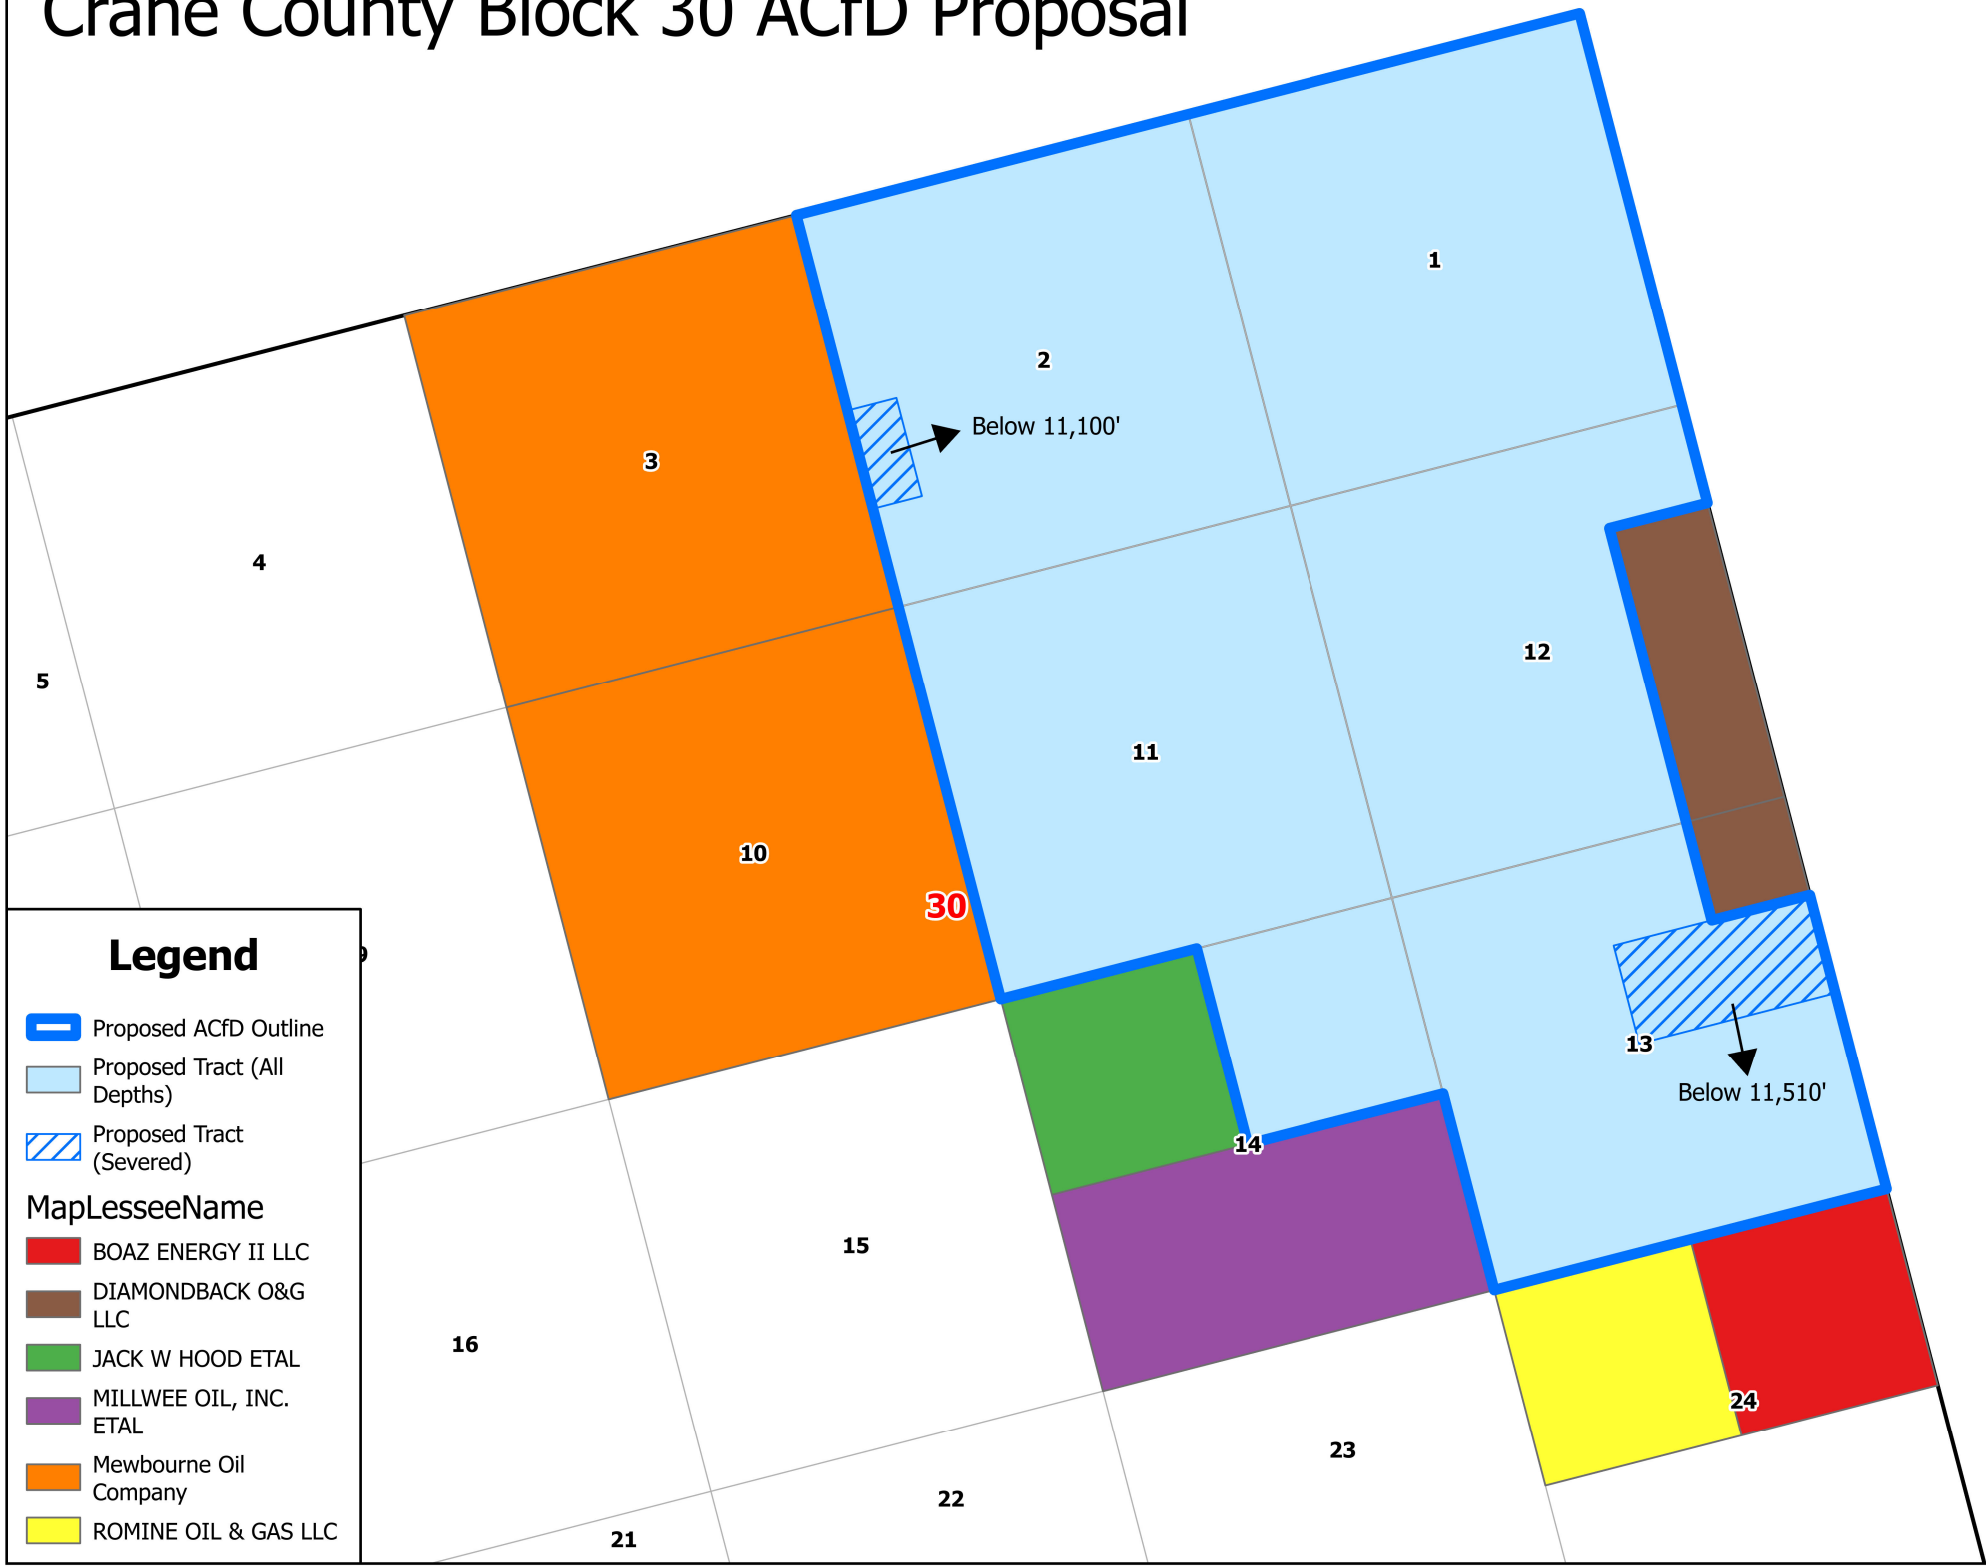 Crane County Block 30 ACfD Proposal
1
2
Below 11,100'
3
4
12
5
11
10
30
9
Legend
Proposed ACfD Outline
Proposed Tract (All
Depths)
Proposed Tract
(Severed)
MapLesseeName
BOAZ ENERGY II LLC
DIAMONDBACK O&G
LLC
JACK W HOOD ETAL
MILLWEE OIL, INC.
ETAL
Mewbourne Oil
Company
ROMINE OIL & GAS LLC
13
Below 11,510'
14
15
16
24
23
22
21